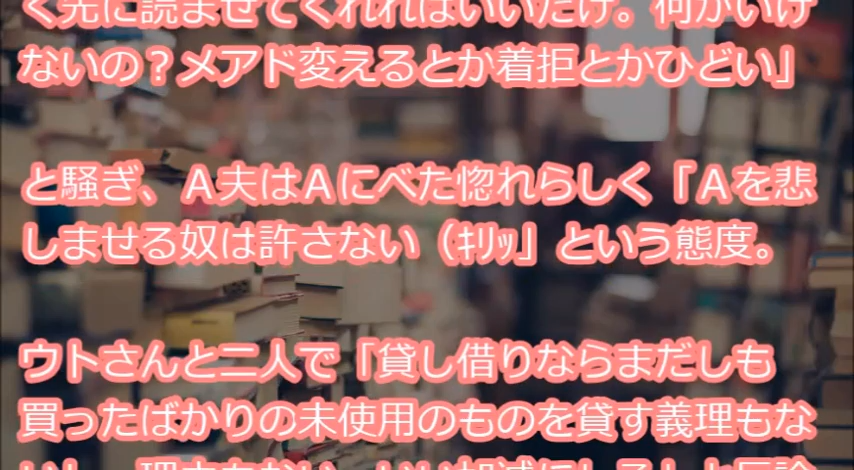 く先に読ませてくれればいいだけ。何がいけ
ないの？メアド変えるとか着拒とかひどい」
と騒ぎ、Ａ夫はＡにべた惚れらしく「Ａを悲
しませる奴は許さない（ｷﾘｯ」という態度。
ウトさんと二人で「貸し借りならまだしも
買ったばかりの未使用のものを貸す義理もな